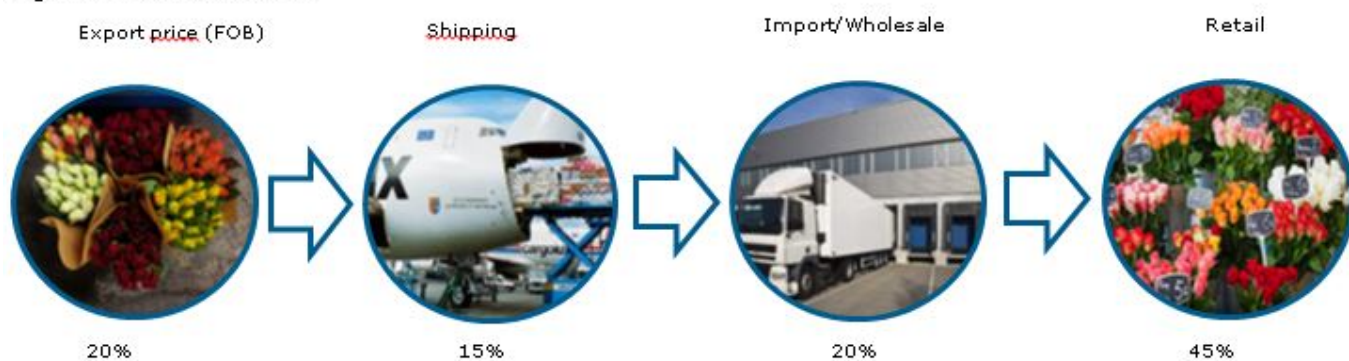 Export price (FOB)
Shipping
Import/Wholesale
Retail
X
20%
15%
20%
45%